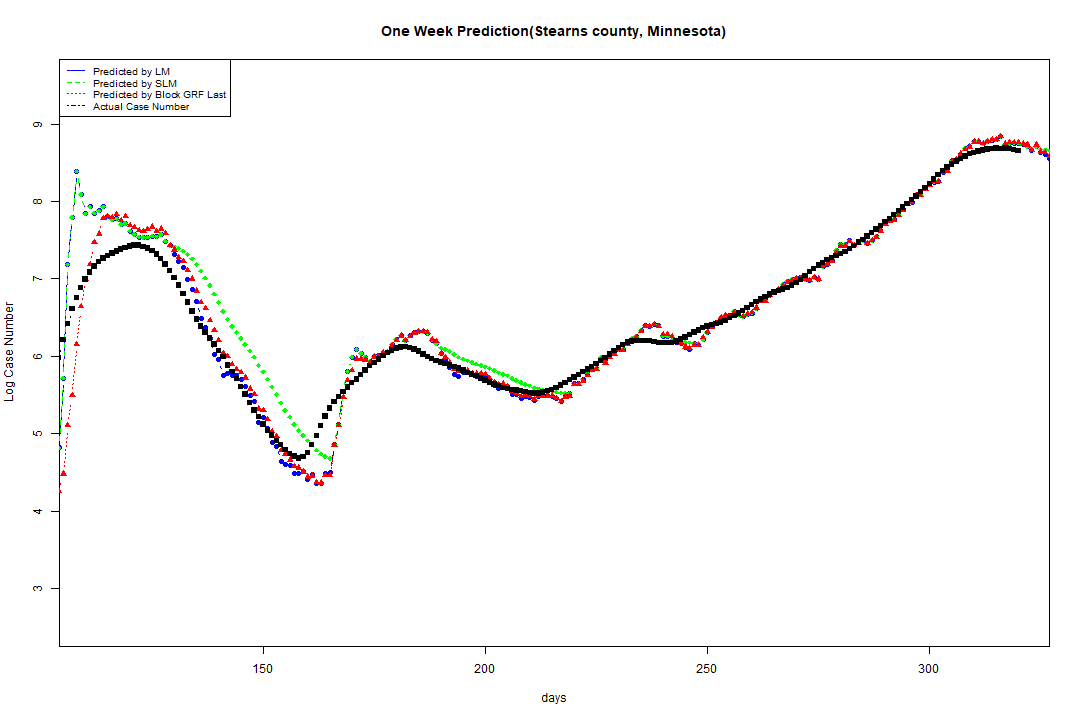 One Week Prediction(Stearns county, Minnesota)
Predicted by LM
Predicted by SLM
Predicted by Block GRF Last
Actual Case Number
Log Case Number
9
8
7
6
5
4
3
150 200 250 300
days